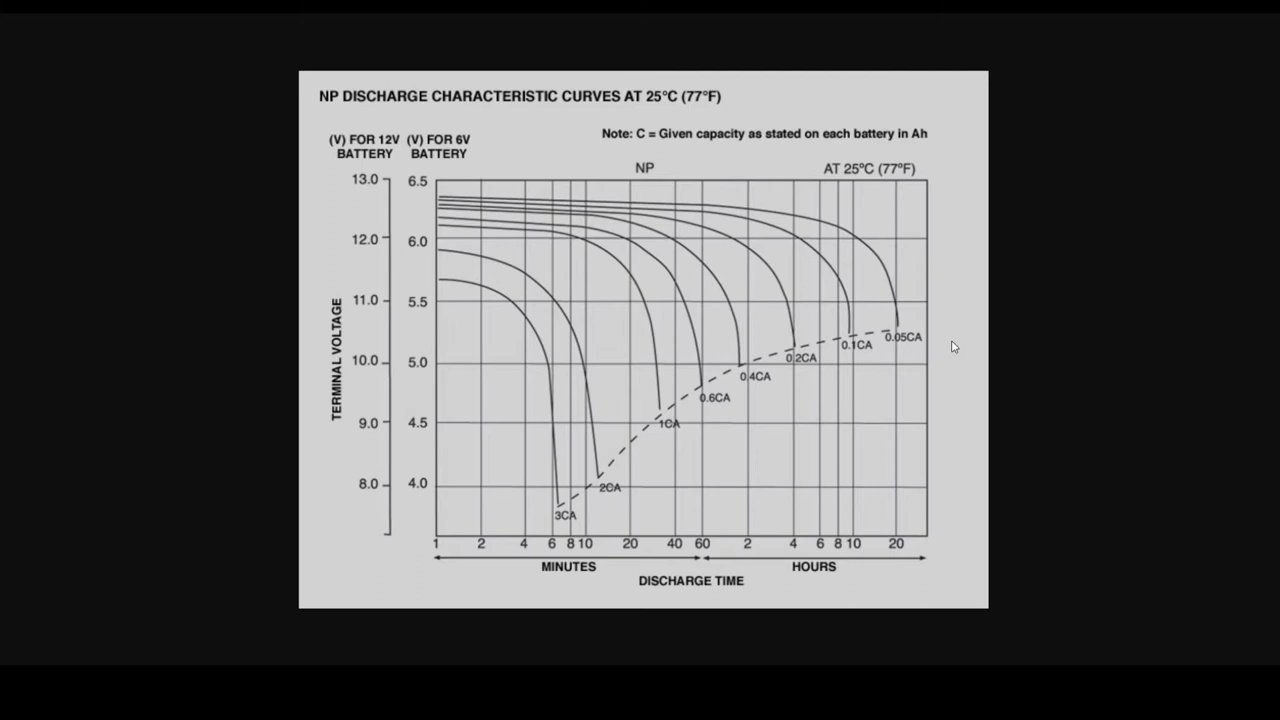 NP DISCHARGE CHARACTERISTIC CURVES AT 25°C (77°F)
Note: C = Given capacity as stated on each battery in Ah
(V) FOR 12V
BATTERY
(V) FOR 6V
BATTERY
NP
AT 25°C (77°F)
TERMINAL VOLTAGE
13.0
12.0
11.0
10.0
9.0
8.0
6.5
6.0
5.5
5.0
4.5
4.0
0.05CA
0.1CA
0.2CA
0.4CA
0.6CA
1CA
2CA
3CA
1 2 4 6 8 10 20 40 60 2 4 6 8 10 20
MINUTES HOURS
DISCHARGE TIME